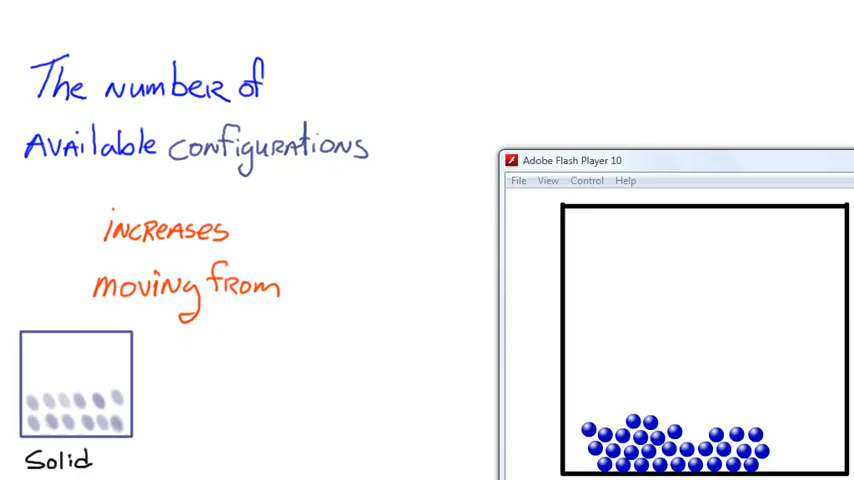 The number of
Available configurations
increases
moving from
Solid
Adobe Flash Player 10
File View Control Help